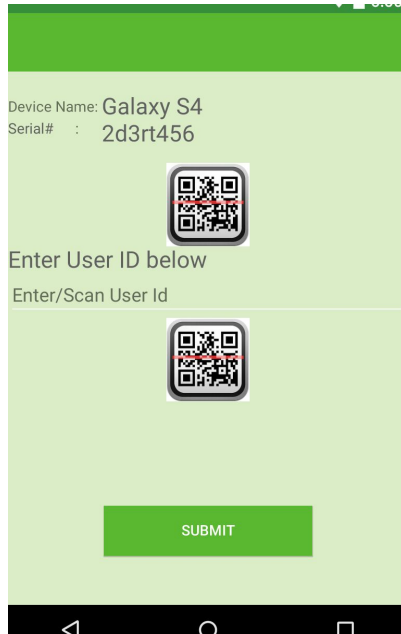 Device Name: Galaxy S4
Serial# : 2d3rt456
Enter User ID below
Enter/Scan User Id
SUBMIT